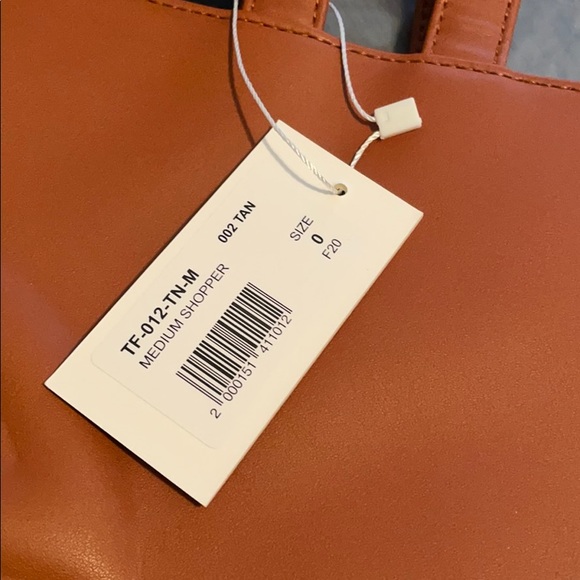 002 TAN
SIZE
0
F20
TF-012-TN-M
MEDIUM SHOPPER
2 000151 411012